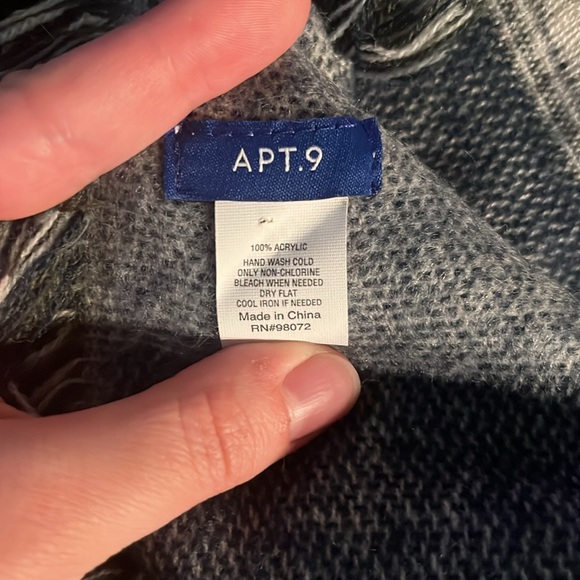 APT.9
100% ACRYLIC
HAND WASH COLD
ONLY NON-CHLORINE
BLEACH WHEN NEEDED
DRY FLAT
COOL IRON IF NEEDED
Made in China
RN#98072